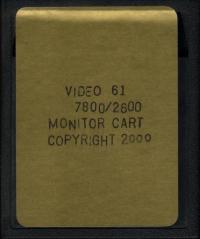 VIDEO 61
7800/2600
MONITOR CART
COPYRIGHT 2000